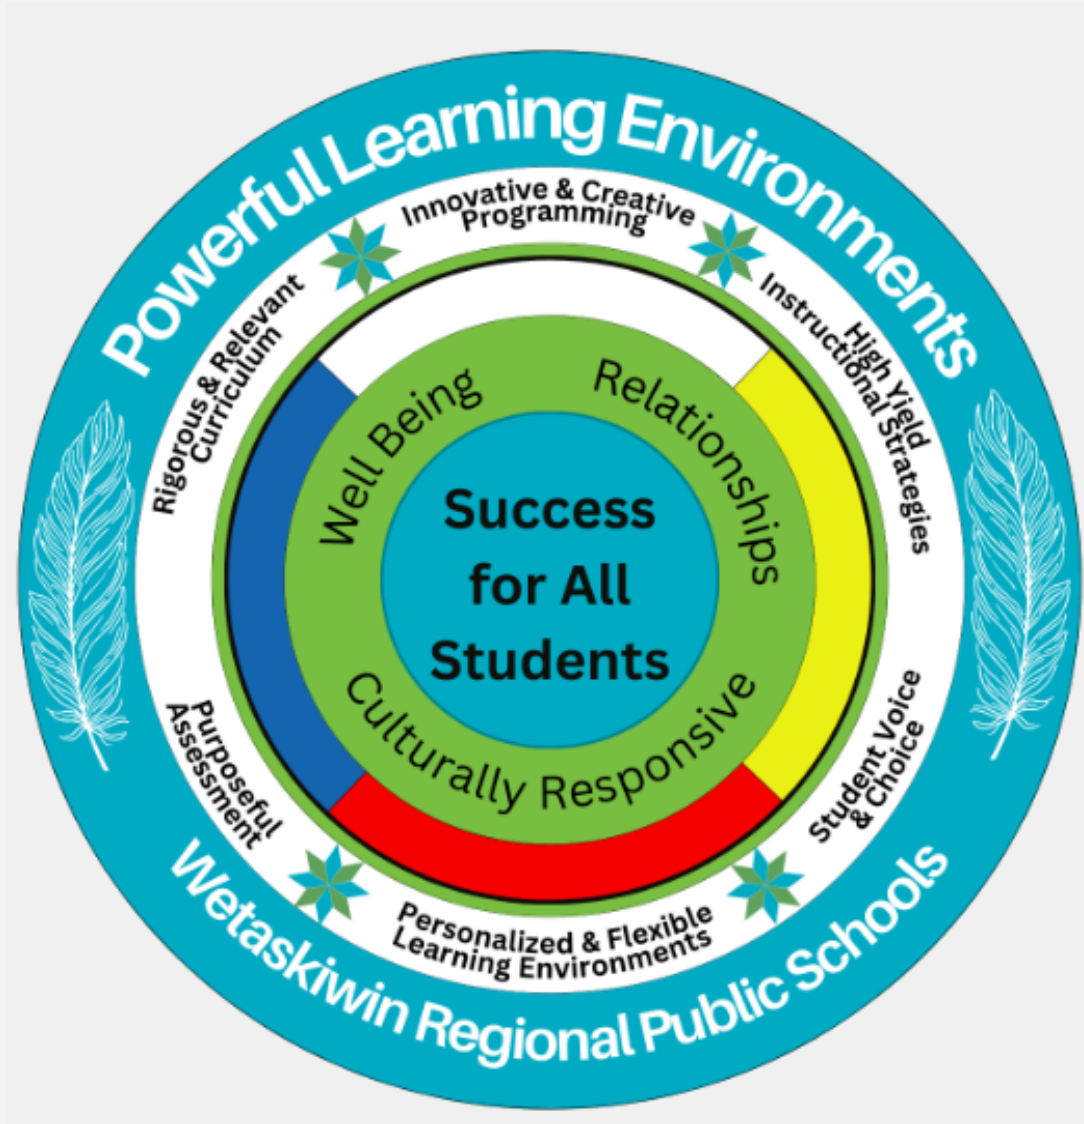 Powerful Learning Environments
Innovative & Creative
Programming
High Yield
Instructional Strategies
Student Voice
& Choice
Personalized & Flexible
Learning Environments
Purposeful
Assessment
Rigorous & Relevant
Curriculum
Well Being
Relationships
Culturally Responsive
Success
for All
Students
Wetaskiwin Regional Public Schools